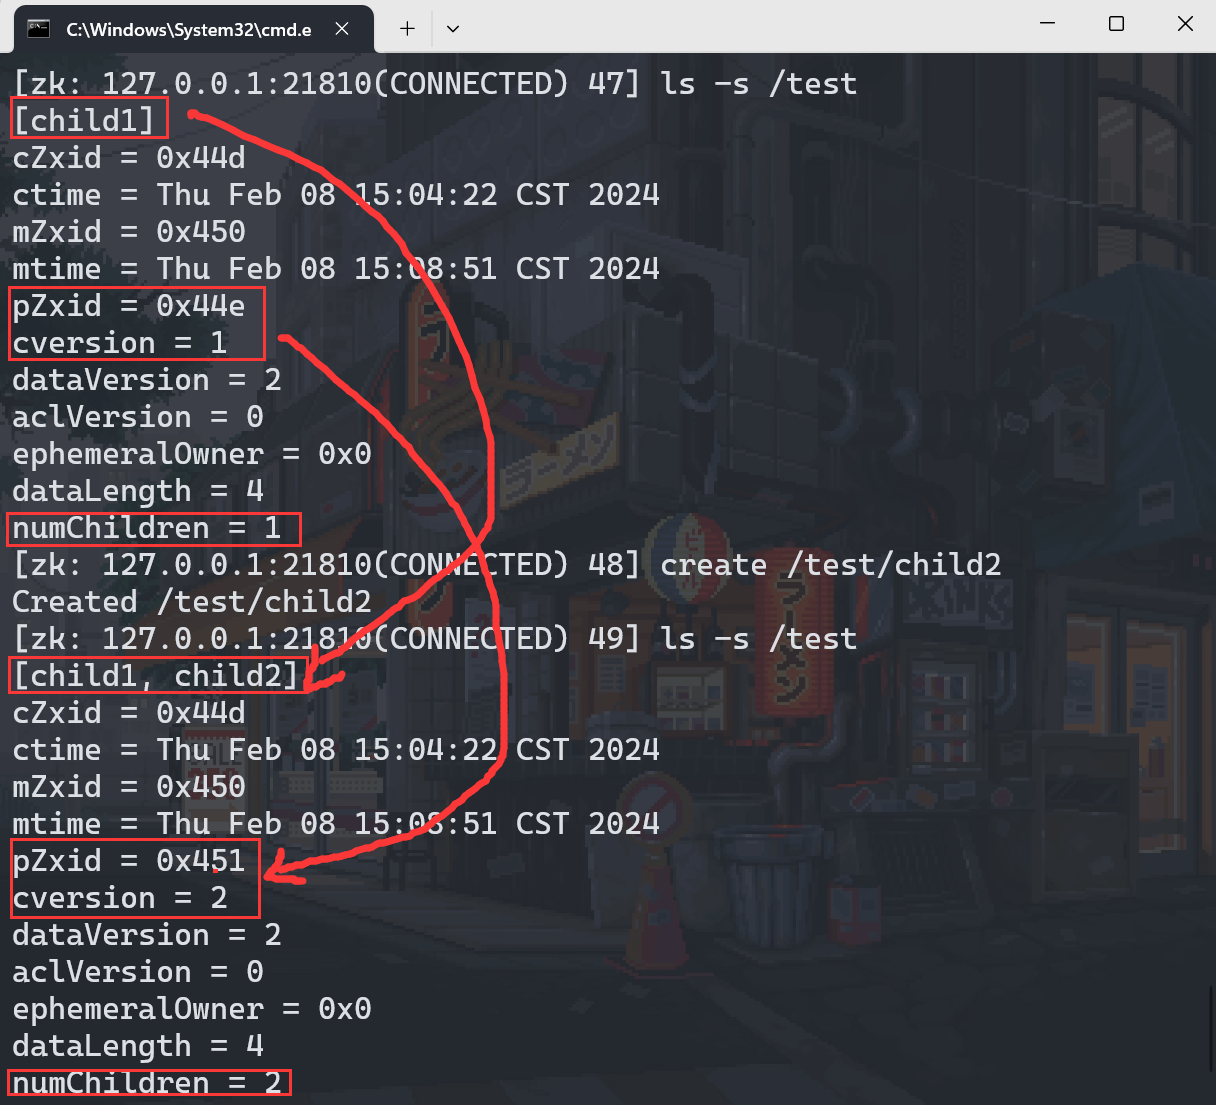 C:\Windows\System32\cmd.e
[zk: 127.0.0.1:21810(CONNECTED) 47] ls -s /test
[child1]
cZxid = 0x44d
ctime = Thu Feb 08 15:04:22 CST 2024
mZxid = 0x450
mtime = Thu Feb 08 15:08:51 CST 2024
pZxid = 0x44e
cversion = 1
dataVersion = 2
aclVersion = 0
ephemeralOwner = 0x0
dataLength = 4
numChildren = 1
[zk: 127.0.0.1:21810(CONNECTED) 48] create /test/child2
Created /test/child2
[zk: 127.0.0.1:21810(CONNECTED) 49] ls -s /test
[child1, child2]
cZxid = 0x44d
ctime = Thu Feb 08 15:04:22 CST 2024
mZxid = 0x450
mtime = Thu Feb 08 15:08:51 CST 2024
pZxid = 0x451
cversion = 2
dataVersion = 2
aclVersion = 0
ephemeralOwner = 0x0
dataLength = 4
numChildren = 2
ラーメン